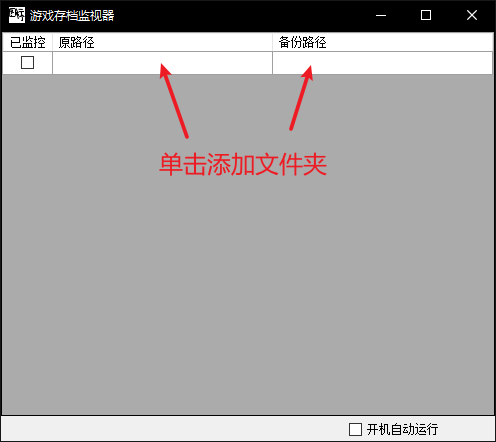 游戏存档监视器
已监控 原路径 备份路径
单击添加文件夹
开机自动运行